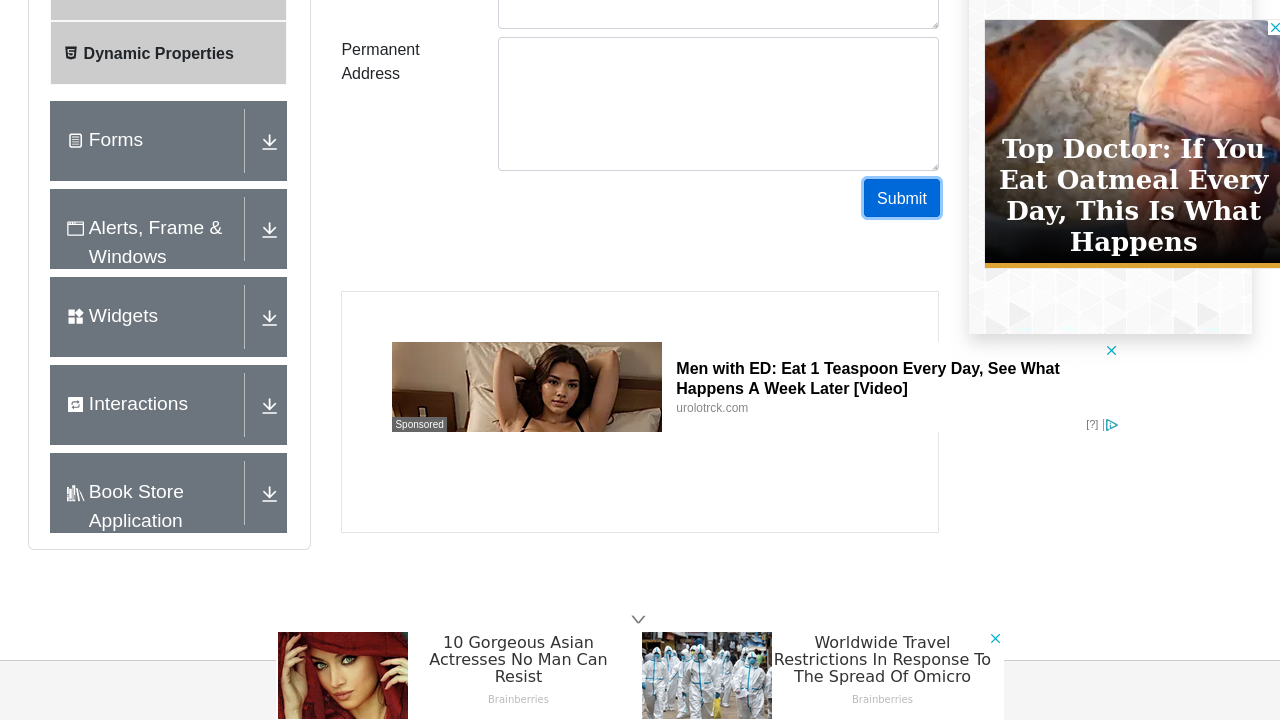 Dynamic Properties
Forms
Alerts, Frame &
Windows
Widgets
Interactions
Book Store
Application
Permanent
Address
Submit
Top Doctor: If You
Eat Oatmeal Every
Day, This Is What
Happens
Sponsored
Men with ED: Eat 1 Teaspoon Every Day, See What
Happens A Week Later [Video]
urolotrck.com
[?]
10 Gorgeous Asian
Actresses No Man Can
Resist
Brainberries
Worldwide Travel
Restrictions In Response To
The Spread Of Omicro
Brainberries